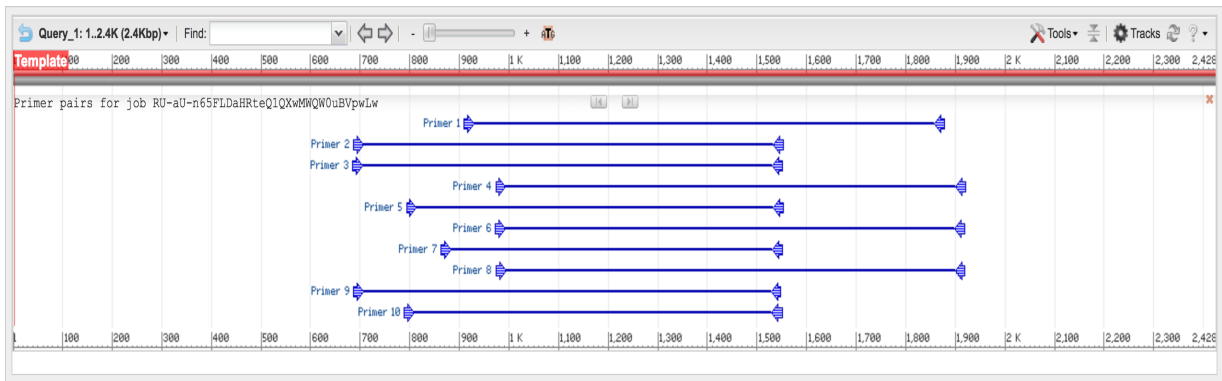 Query_1: 1..2.4K (2.4Kbp) Find: - + ATG Tools Tracks ?
Template 00 200 300 400 500 600 700 800 900 1 K 1,100 1,200 1,300 1,400 1,500 1,600 1,700 1,800 1,900 2 K 2,100 2,200 2,300 2,428
Primer pairs for job RU-aU-n65FLDaHRteQ1QXwMWQW0uBVpwLw
Primer 1
Primer 2
Primer 3
Primer 4
Primer 5
Primer 6
Primer 7
Primer 8
Primer 9
Primer 10
1 100 200 300 400 500 600 700 800 900 1 K 1,100 1,200 1,300 1,400 1,500 1,600 1,700 1,800 1,900 2 K 2,100 2,200 2,300 2,428